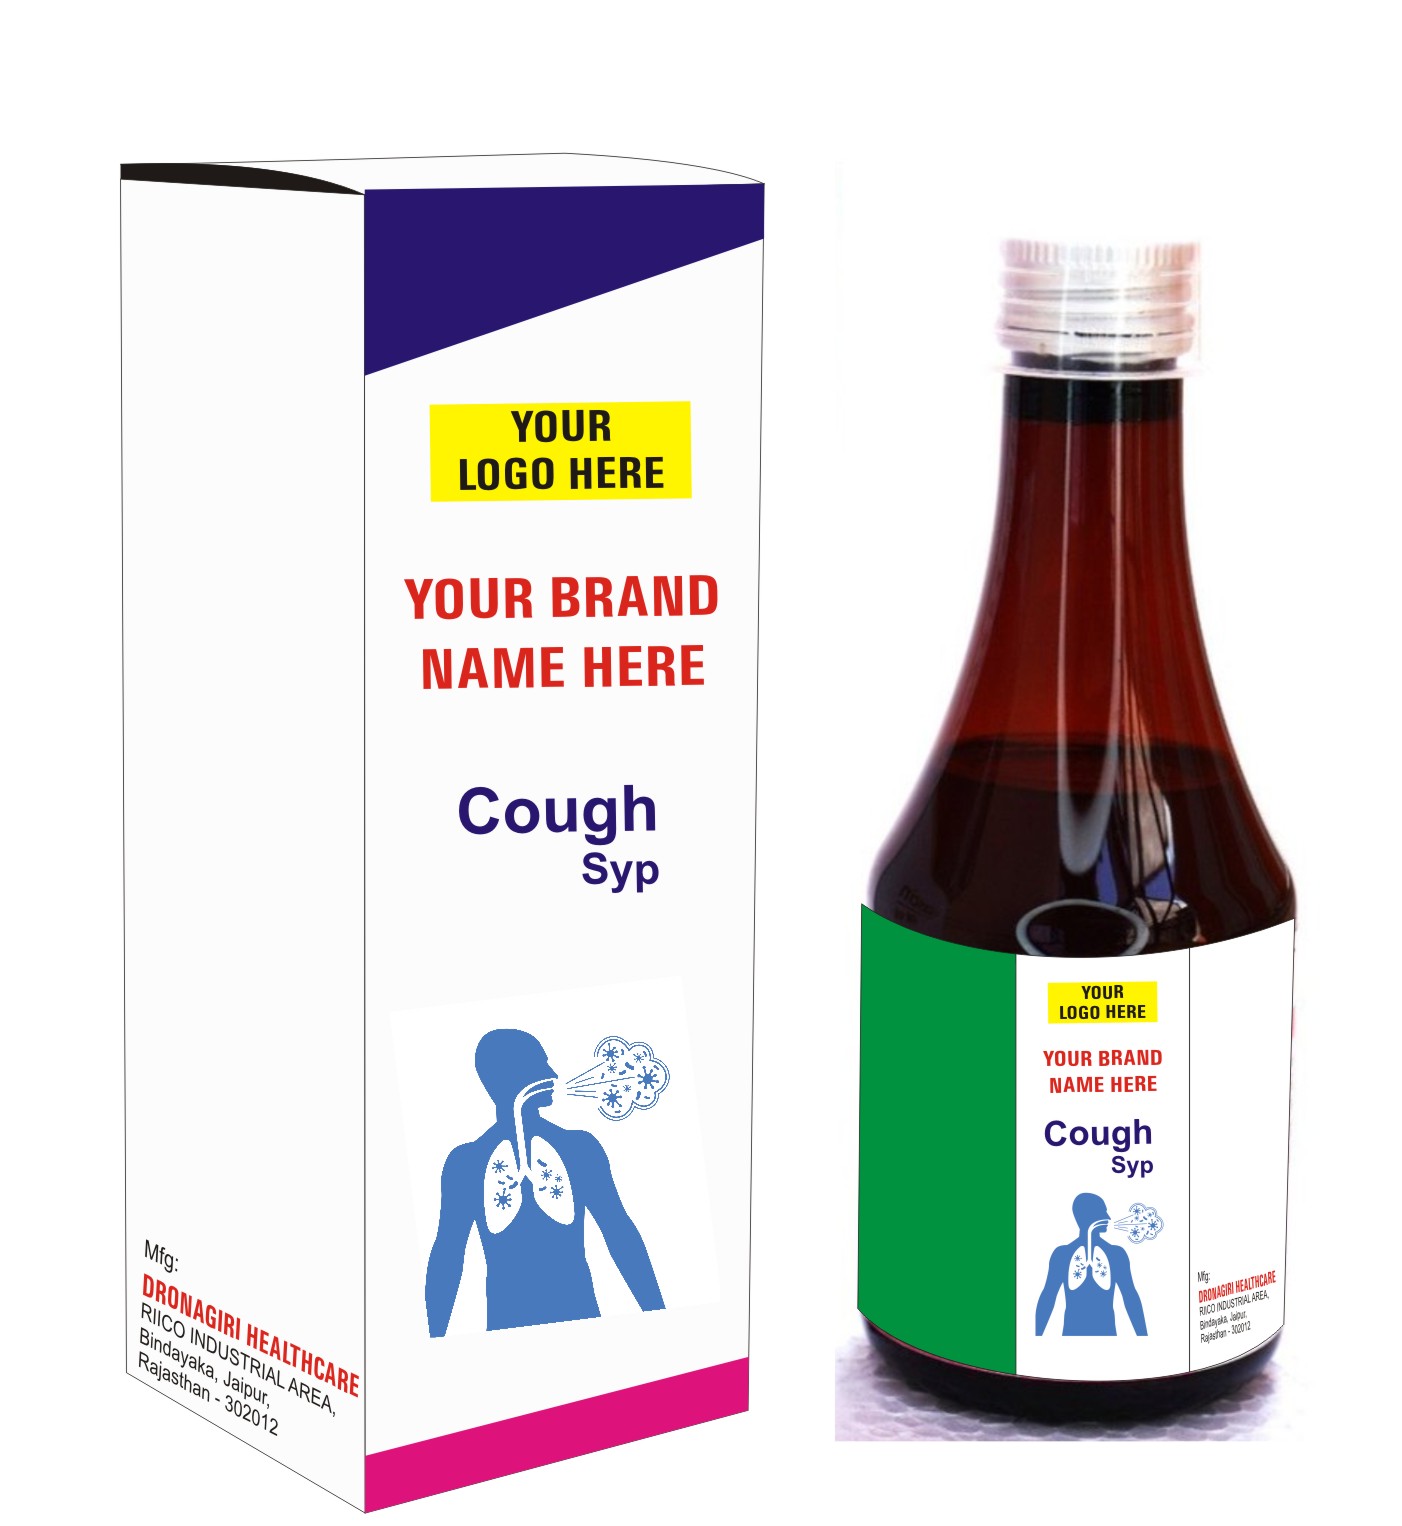 YOUR
LOGO HERE
YOUR BRAND
NAME HERE
Cough
Syp
Mfg:
DRONAGIRI HEALTHCARE
RIICO INDUSTRIAL AREA,
Bindayaka, Jaipur,
Rajasthan - 302012
YOUR
LOGO HERE
YOUR BRAND
NAME HERE
Cough
Syp
Mfg:
DRONAGIRI HEALTHCARE
RIICO INDUSTRIAL AREA,
Bindayaka, Jaipur,
Rajasthan - 302012